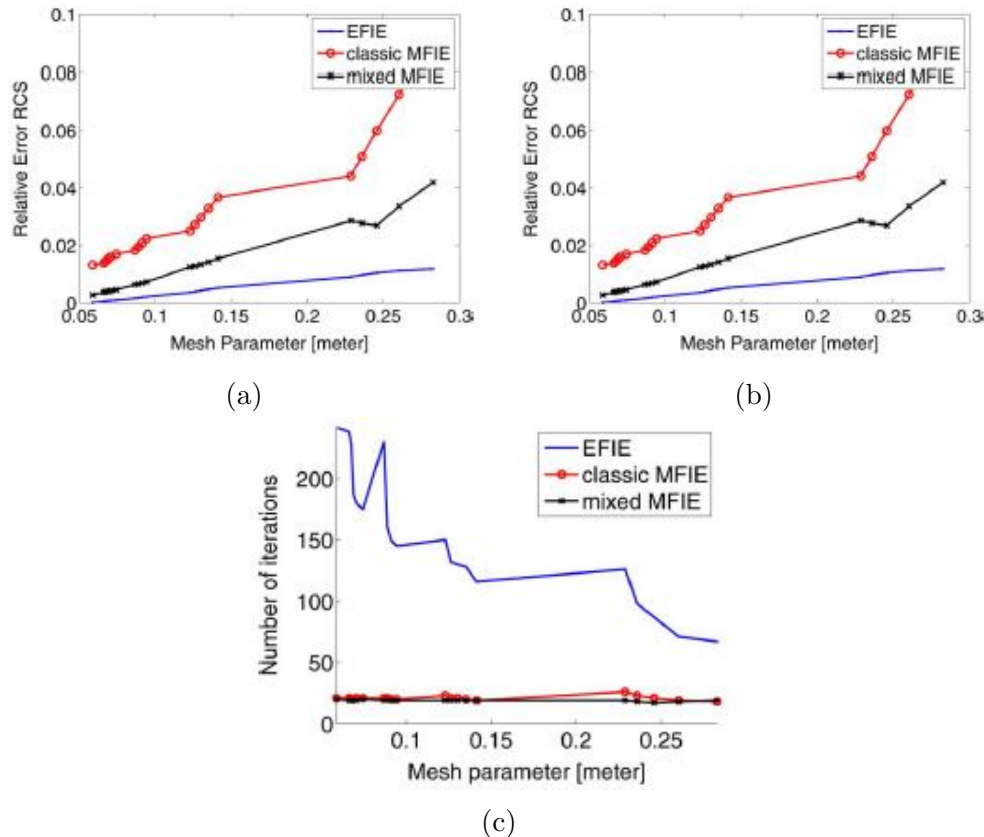 0.1
0.08
0.06
0.04
0.02
0
Relative Error RCS
EFIE
classic MFIE
mixed MFIE
0.05 0.1 0.15 0.2 0.25 0.3
Mesh Parameter [meter]
(a)
0.1
0.08
0.06
0.04
0.02
0
Relative Error RCS
EFIE
classic MFIE
mixed MFIE
0.05 0.1 0.15 0.2 0.25 0.3
Mesh Parameter [meter]
(b)
200
150
100
50
0
Number of iterations
EFIE
classic MFIE
mixed MFIE
0.1 0.15 0.2 0.25
Mesh parameter [meter]
(c)